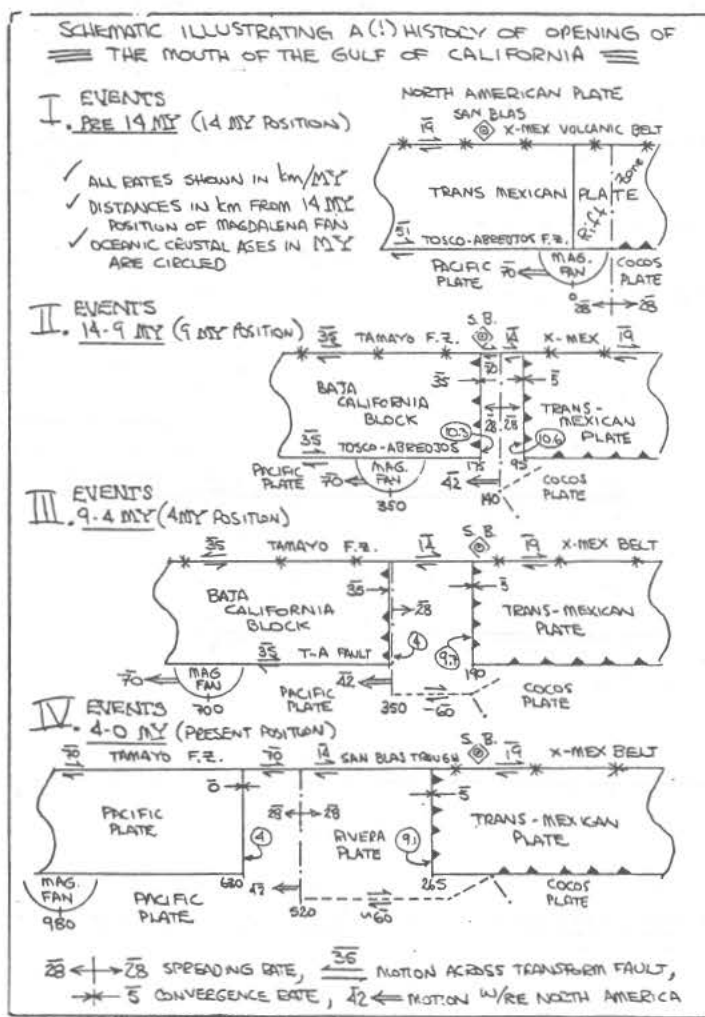 SCHEMATIC ILLUSTRATING A(!) HISTORY OF OPENING OF
THE MOUTH OF THE GULF OF CALIFORNIA
I. EVENTS
PRE 14 MY (14 MY POSITION)
✓ ALL RATES SHOWN IN km/MY
✓ DISTANCES IN km FROM 14 MY
POSITION OF MAGDALENA FAN
✓ OCEANIC CRUSTAL AGES IN MY
ARE CIRCLED
NORTH AMERICAN PLATE
SAN BLAS
19 X-MEX VOLCANIC BELT
TRANS MEXICAN PLATE
Rift Zone
51
TOSCO-ABREOJOS F.Z.
MAG. FAN
PACIFIC PLATE
70
COCOS PLATE
0
28 28
II. EVENTS
14-9 MY (9 MY POSITION)
S.B.
35 TAMAYO F.Z. 14 X-MEX 19
70
35 5
BAJA CALIFORNIA BLOCK
28 28
TRANS-MEXICAN PLATE
10.3 10.6
35
TOSCO-ABREOJOS
PACIFIC PLATE
70
MAG. FAN
350
175 95
42
140
COCOS PLATE
III. EVENTS
9-4 MY (4 MY POSITION)
S.B.
35 TAMAYO F.Z. 14 19 X-MEX BELT
35 5
28
BAJA CALIFORNIA BLOCK
TRANS-MEXICAN PLATE
4 9.7
35 T-A FAULT
70
MAG FAN
700
PACIFIC PLATE
42
350
190
~60
COCOS PLATE
IV. EVENTS
4-0 MY (PRESENT POSITION)
S.B.
70 TAMAYO F.Z. 70 14 SAN BLAS TROUGH 19 X-MEX BELT
0 5
PACIFIC PLATE
28 28
RIVERA PLATE
TRANS-MEXICAN PLATE
4 9.1
MAG. FAN
980
PACIFIC PLATE
630
42
520
~60
265
COCOS PLATE
28 28 SPREADING RATE, 35 MOTION ACROSS TRANSFORM FAULT,
5 CONVERGENCE RATE, 42 MOTION W/RE NORTH AMERICA